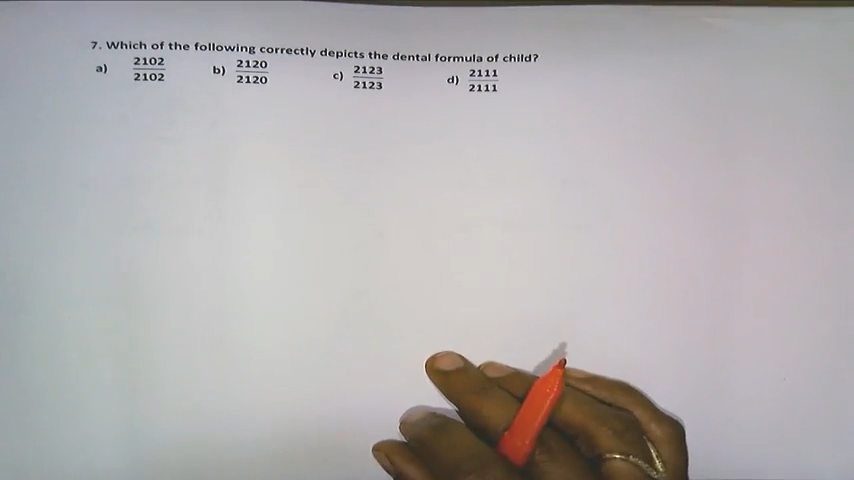 7. Which of the following correctly depicts the dental formula of child?
a) 2102 b) 2120 c) 2123 d) 2111
2102 2120 2123 2111